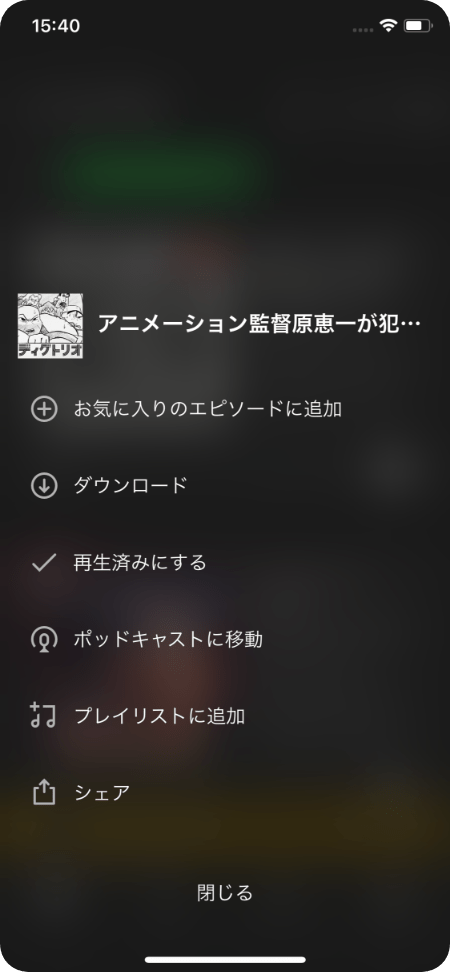 15:40
ディグトリオ
アニメーション監督原恵一が犯…
お気に入りのエピソードに追加
ダウンロード
再生済みにする
ポッドキャストに移動
プレイリストに追加
シェア
閉じる